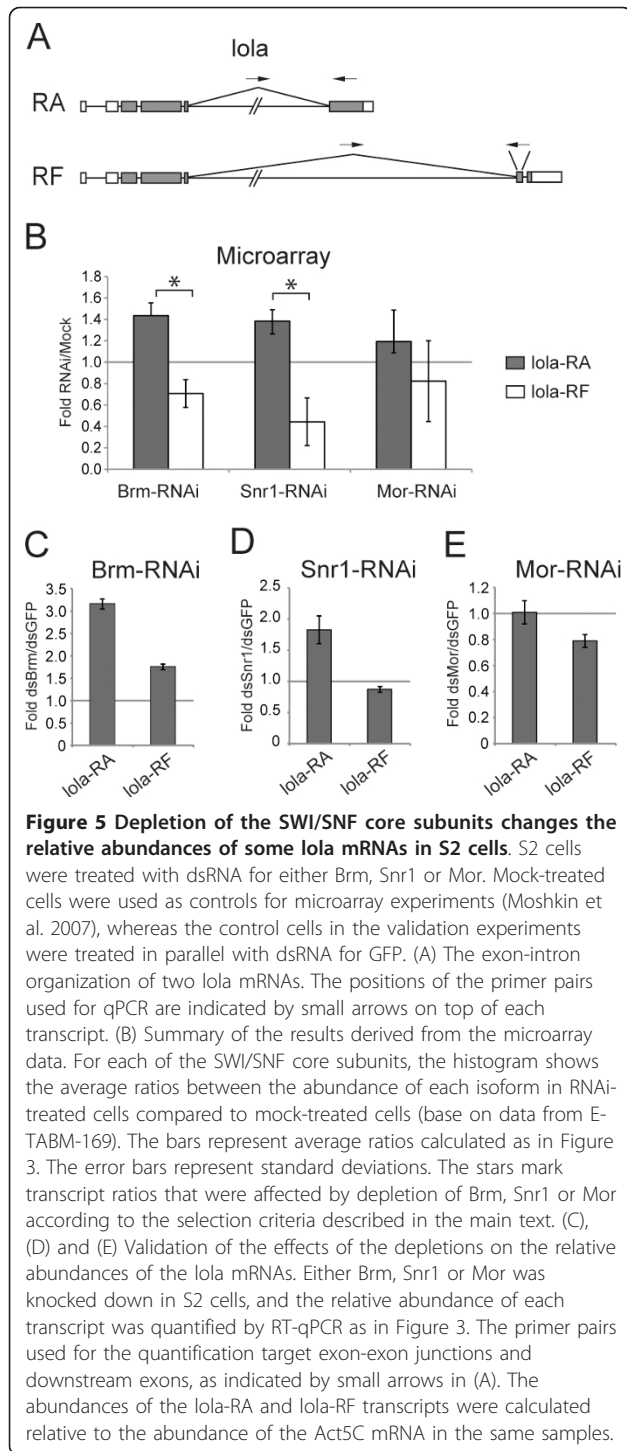 A
lola
RA
RF
B
Microarray
Fold RNAi/Mock
1.8
1.6
1.4
1.2
1.0
0.8
0.6
0.4
0.2
0.0
*
*
Brm-RNAi
Snr1-RNAi
Mor-RNAi
lola-RA
lola-RF
C
Brm-RNAi
Fold dsBrm/dsGFP
3.5
3.0
2.5
2.0
1.5
1.0
0.5
0
lola-RA
lola-RF
D
Snr1-RNAi
Fold dsSnr1/dsGFP
2.5
2.0
1.5
1.0
0.5
0
lola-RA
lola-RF
E
Mor-RNAi
Fold dsMor/dsGFP
1.2
1.0
0.8
0.6
0.4
0.2
0
lola-RA
lola-RF
Figure 5 Depletion of the SWI/SNF core subunits changes the
relative abundances of some lola mRNAs in S2 cells. S2 cells
were treated with dsRNA for either Brm, Snr1 or Mor. Mock-treated
cells were used as controls for microarray experiments (Moshkin et
al. 2007), whereas the control cells in the validation experiments
were treated in parallel with dsRNA for GFP. (A) The exon-intron
organization of two lola mRNAs. The positions of the primer pairs
used for qPCR are indicated by small arrows on top of each
transcript. (B) Summary of the results derived from the microarray
data. For each of the SWI/SNF core subunits, the histogram shows
the average ratios between the abundance of each isoform in RNAi-
treated cells compared to mock-treated cells (base on data from E-
TABM-169). The bars represent average ratios calculated as in Figure
3. The error bars represent standard deviations. The stars mark
transcript ratios that were affected by depletion of Brm, Snr1 or Mor
according to the selection criteria described in the main text. (C),
(D) and (E) Validation of the effects of the depletions on the relative
abundances of the lola mRNAs. Either Brm, Snr1 or Mor was
knocked down in S2 cells, and the relative abundance of each
transcript was quantified by RT-qPCR as in Figure 3. The primer pairs
used for the quantification target exon-exon junctions and
downstream exons, as indicated by small arrows in (A). The
abundances of the lola-RA and lola-RF transcripts were calculated
relative to the abundance of the Act5C mRNA in the same samples.